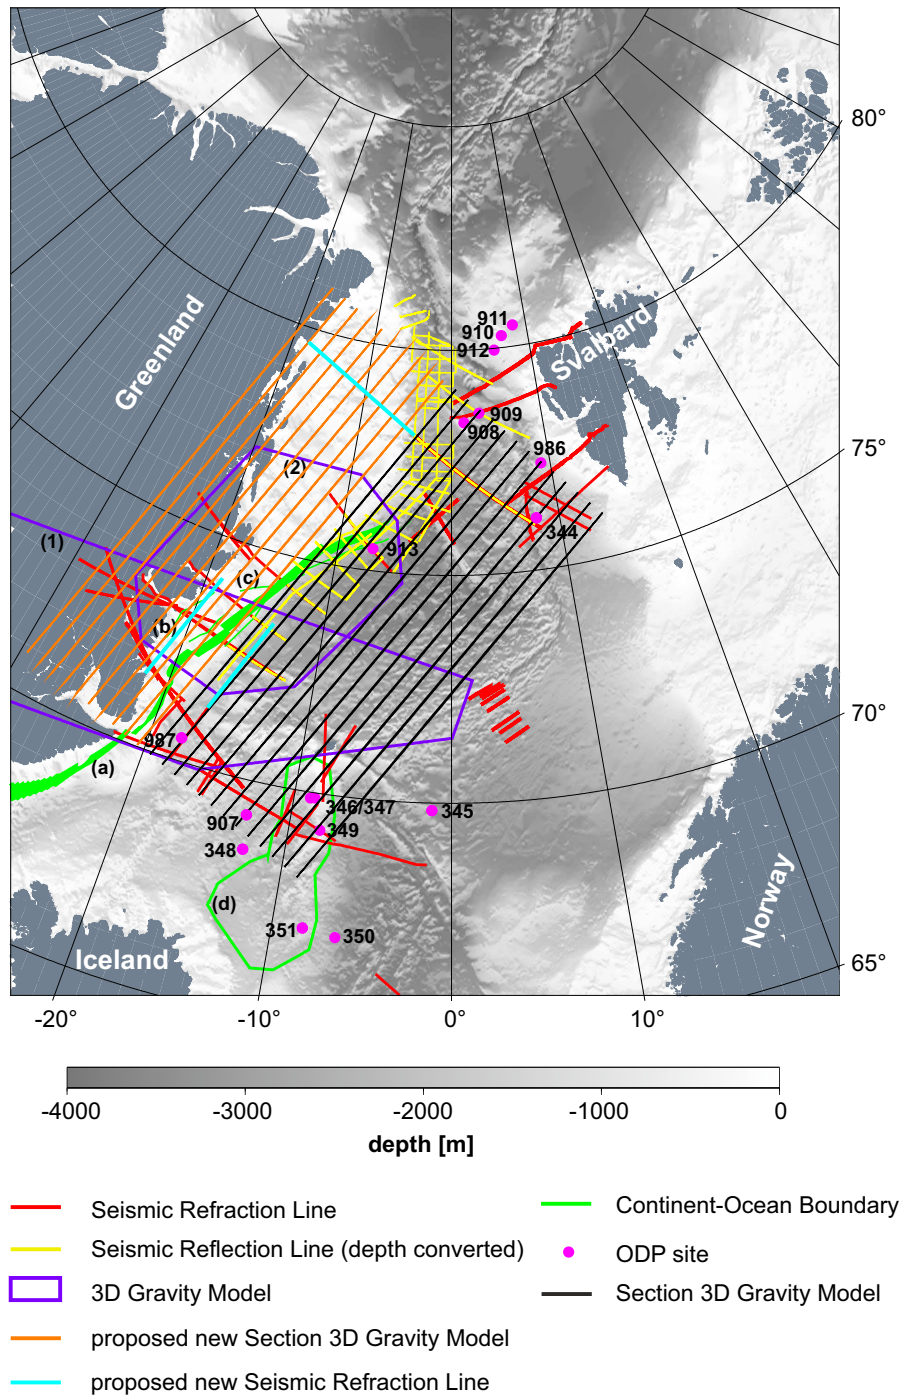 80°
Greenland
911
910
912
Svalbard
909
908
75°
986
(2)
344
(1)
913
(c)
(b)
70°
987
(a)
346/347
345
907
349
348
(d)
351
350
Norway
Iceland
65°
-20°
-10°
0°
10°
-4000
-3000
-2000
-1000
0
depth [m]
Seismic Refraction Line
Continent-Ocean Boundary
Seismic Reflection Line (depth converted)
ODP site
3D Gravity Model
Section 3D Gravity Model
proposed new Section 3D Gravity Model
proposed new Seismic Refraction Line